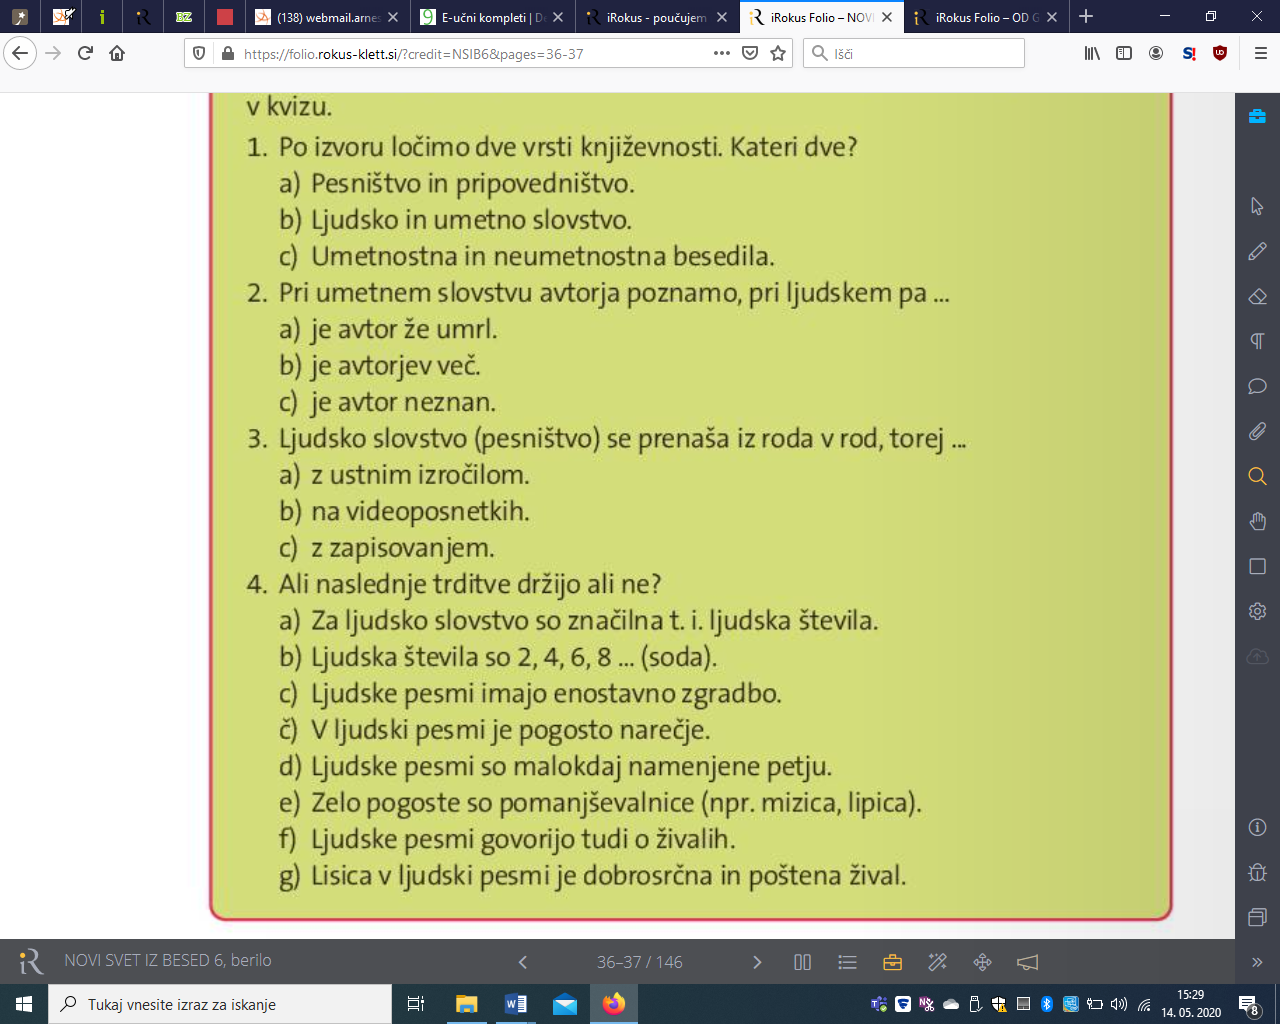 (138) webmail.arnes
E-učni kompleti | De
iRokus - poučujem
iRokus Folio – NOVI
iRokus Folio – OD G
https://folio.rokus-klett.si/?credit=NSIB6&pages=36-37
Išči
v kvizu.
1. Po izvoru ločimo dve vrsti književnosti. Kateri dve?
a) Pesništvo in pripovedništvo.
b) Ljudsko in umetno slovstvo.
c) Umetnostna in neumetnostna besedila.
2. Pri umetnem slovstvu avtorja poznamo, pri ljudskem pa ...
a) je avtor že umrl.
b) je avtorjev več.
c) je avtor neznan.
3. Ljudsko slovstvo (pesništvo) se prenaša iz roda v rod, torej ...
a) z ustnim izročilom.
b) na videoposnetkih.
c) z zapisovanjem.
4. Ali naslednje trditve držijo ali ne?
a) Za ljudsko slovstvo so značilna t. i. ljudska števila.
b) Ljudska števila so 2, 4, 6, 8 ... (soda).
c) Ljudske pesmi imajo enostavno zgradbo.
č) V ljudski pesmi je pogosto narečje.
d) Ljudske pesmi so malokdaj namenjene petju.
e) Zelo pogoste so pomanjševalnice (npr. mizica, lipica).
f) Ljudske pesmi govorijo tudi o živalih.
g) Lisica v ljudski pesmi je dobrosrčna in poštena žival.
NOVI SVET IZ BESED 6, berilo
36–37 / 146
Tukaj vnesite izraz za iskanje
15:29
14. 05. 2020
8